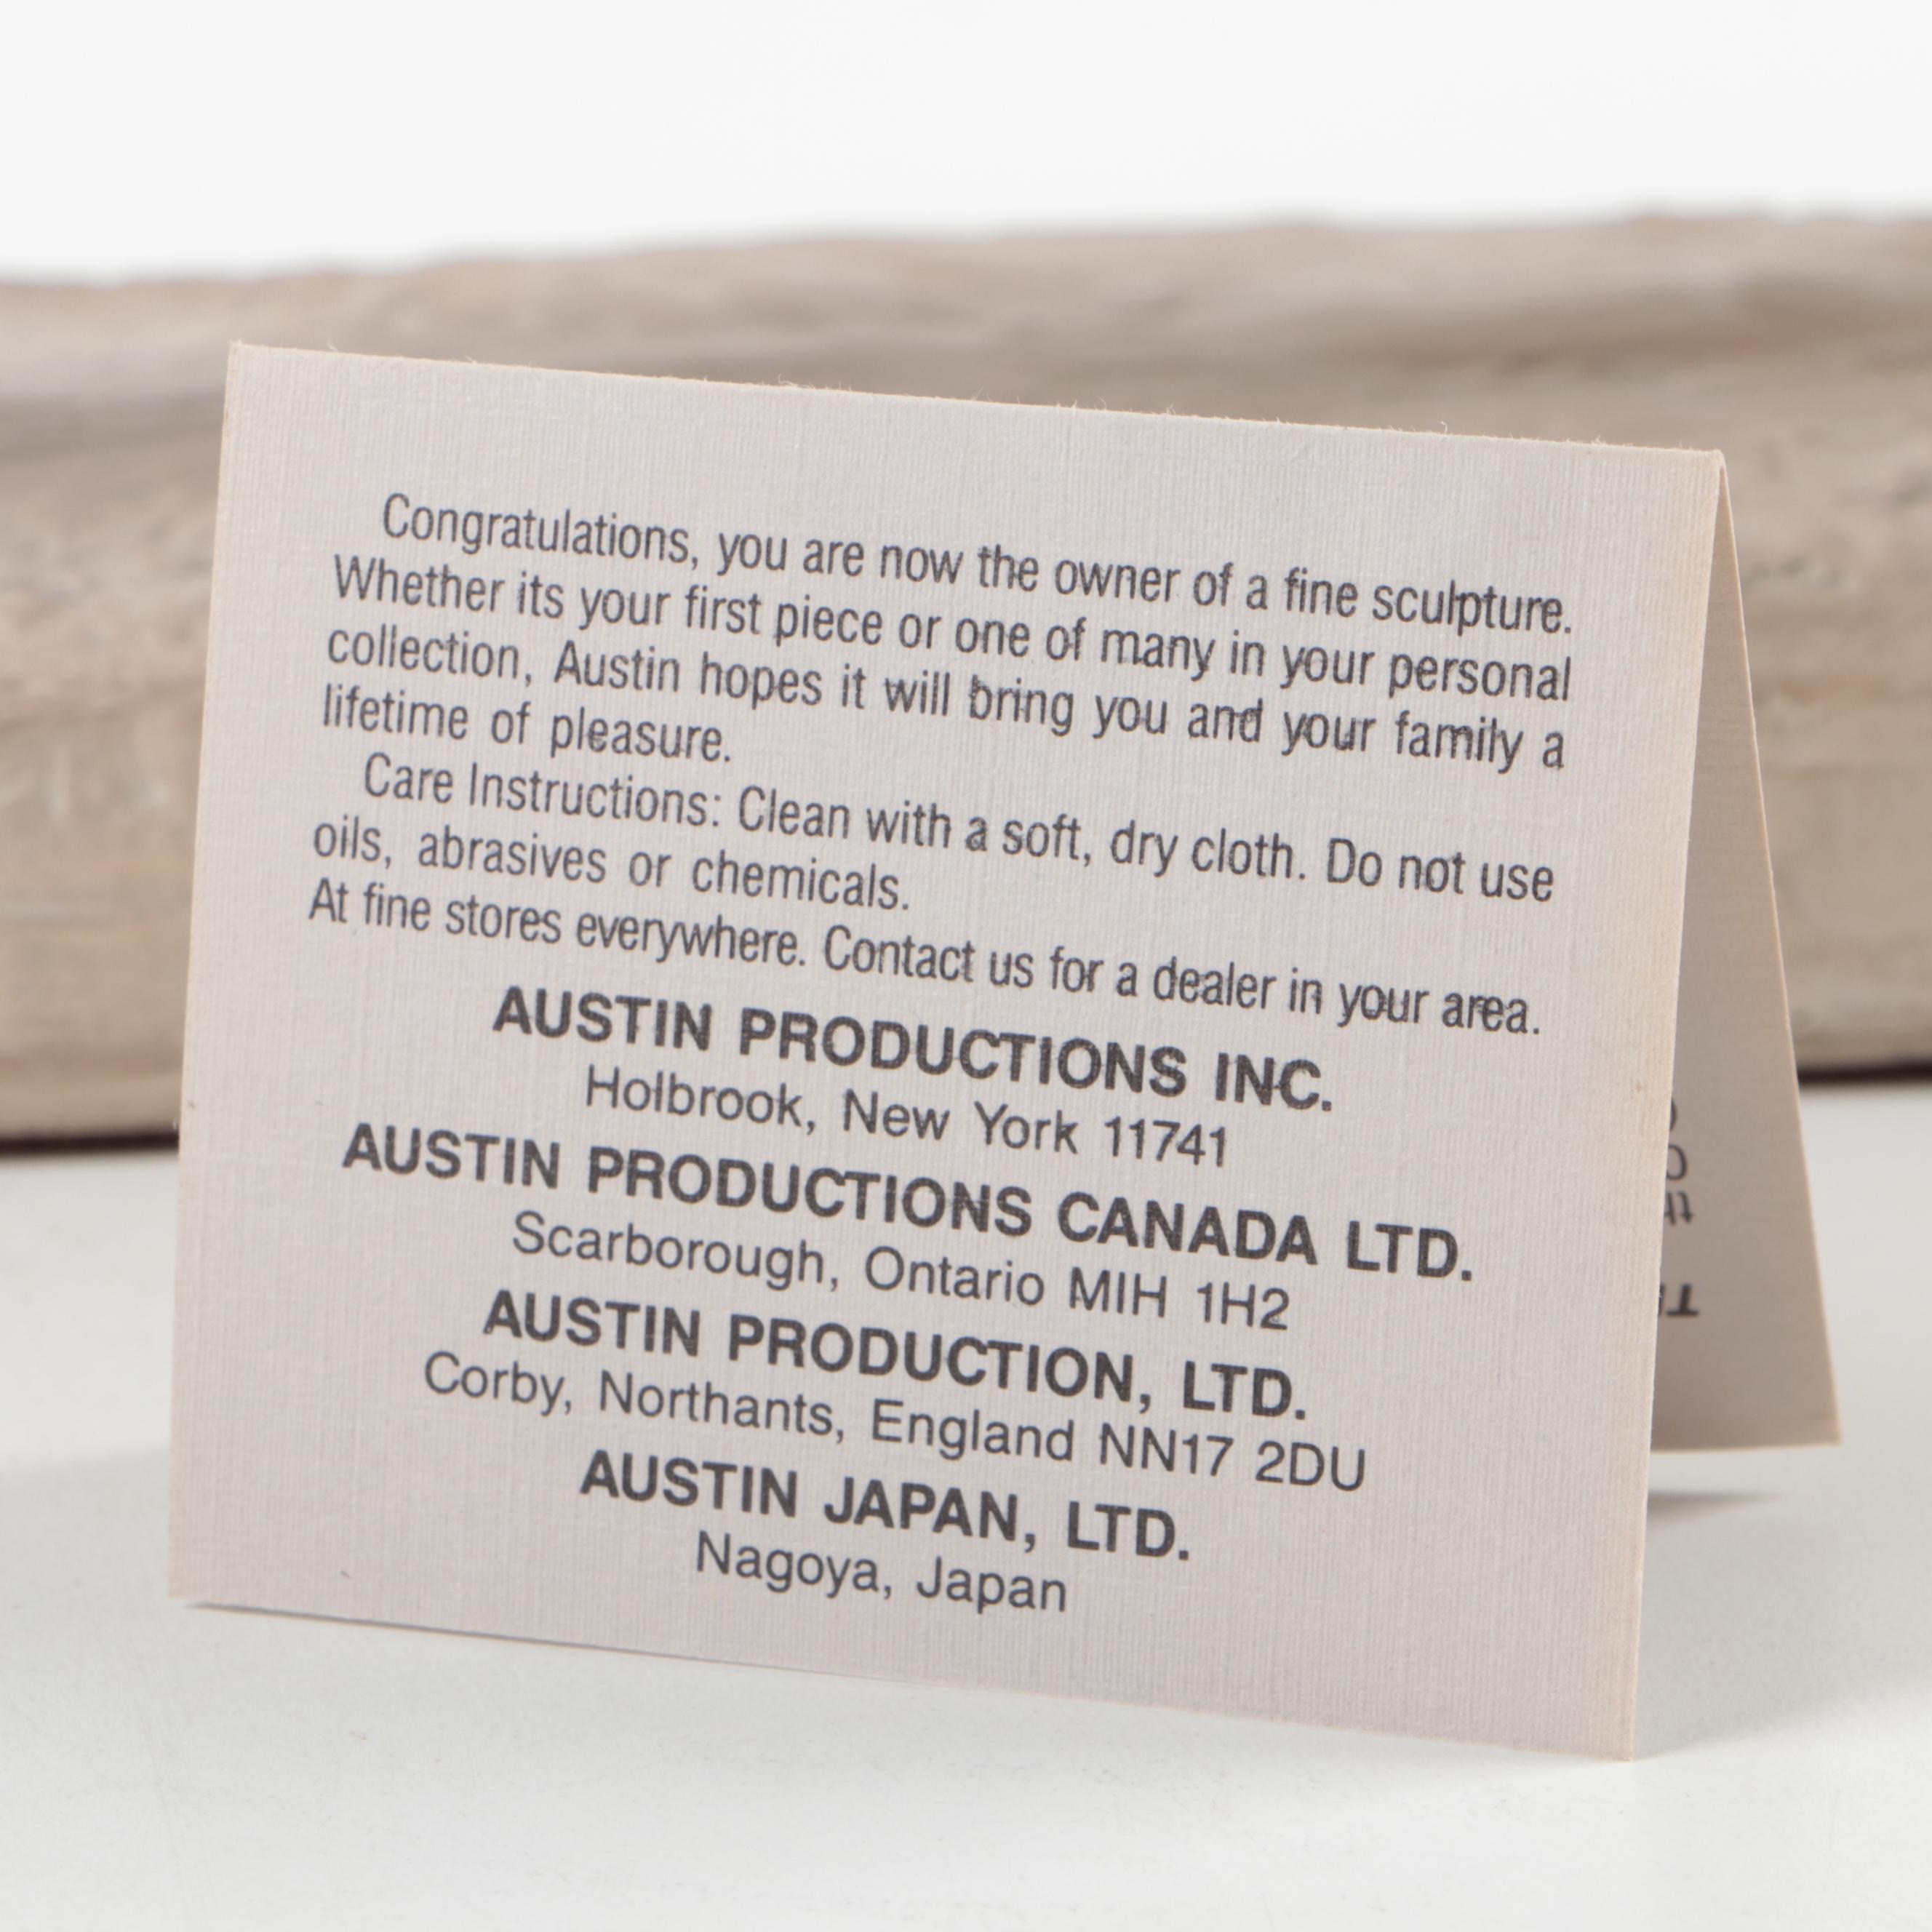 Congratulations, you are now the owner of a fine sculpture.
Whether its your first piece or one of many in your personal
collection, Austin hopes it will bring you and your family a
lifetime of pleasure.
Care Instructions: Clean with a soft, dry cloth. Do not use
oils, abrasives or chemicals.
At fine stores everywhere. Contact us for a dealer in your area.
AUSTIN PRODUCTIONS INC.
Holbrook, New York 11741
AUSTIN PRODUCTIONS CANADA LTD.
Scarborough, Ontario MIH 1H2
AUSTIN PRODUCTION, LTD.
Corby, Northants, England NN17 2DU
AUSTIN JAPAN, LTD.
Nagoya, Japan